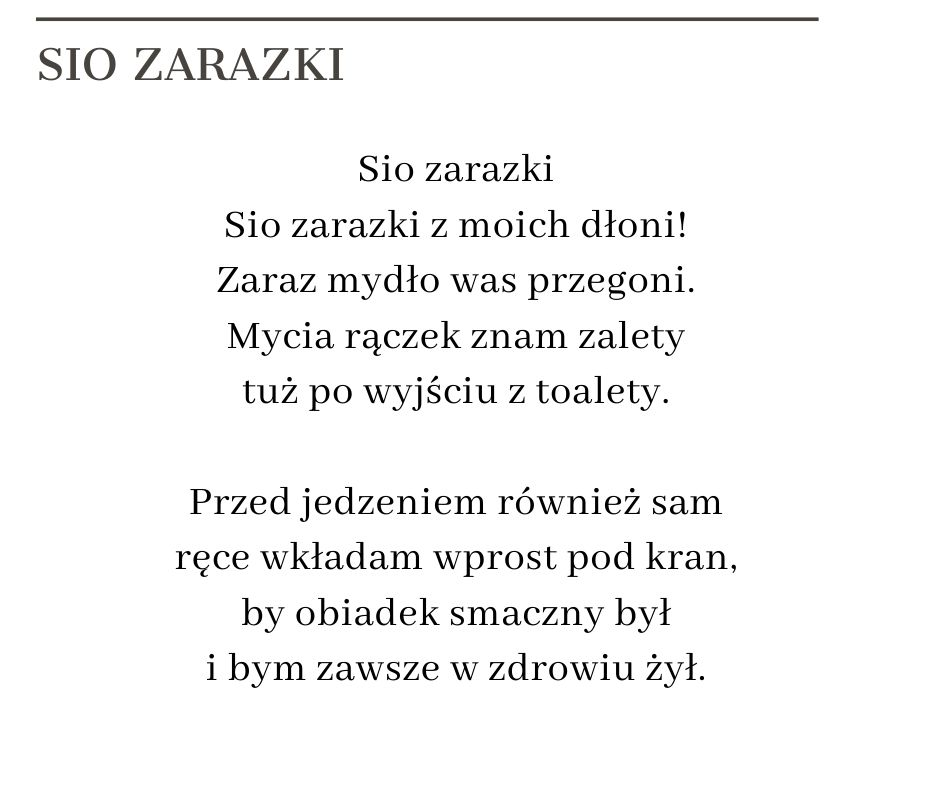 SIO ZARAZKI
Sio zarazki
Sio zarazki z moich dłoni!
Zaraz mydło was przegoni.
Mycia rączek znam zalety
tuż po wyjściu z toalety.
Przed jedzeniem również sam
ręce wkładam wprost pod kran,
by obiadek smaczny był
i bym zawsze w zdrowiu żył.